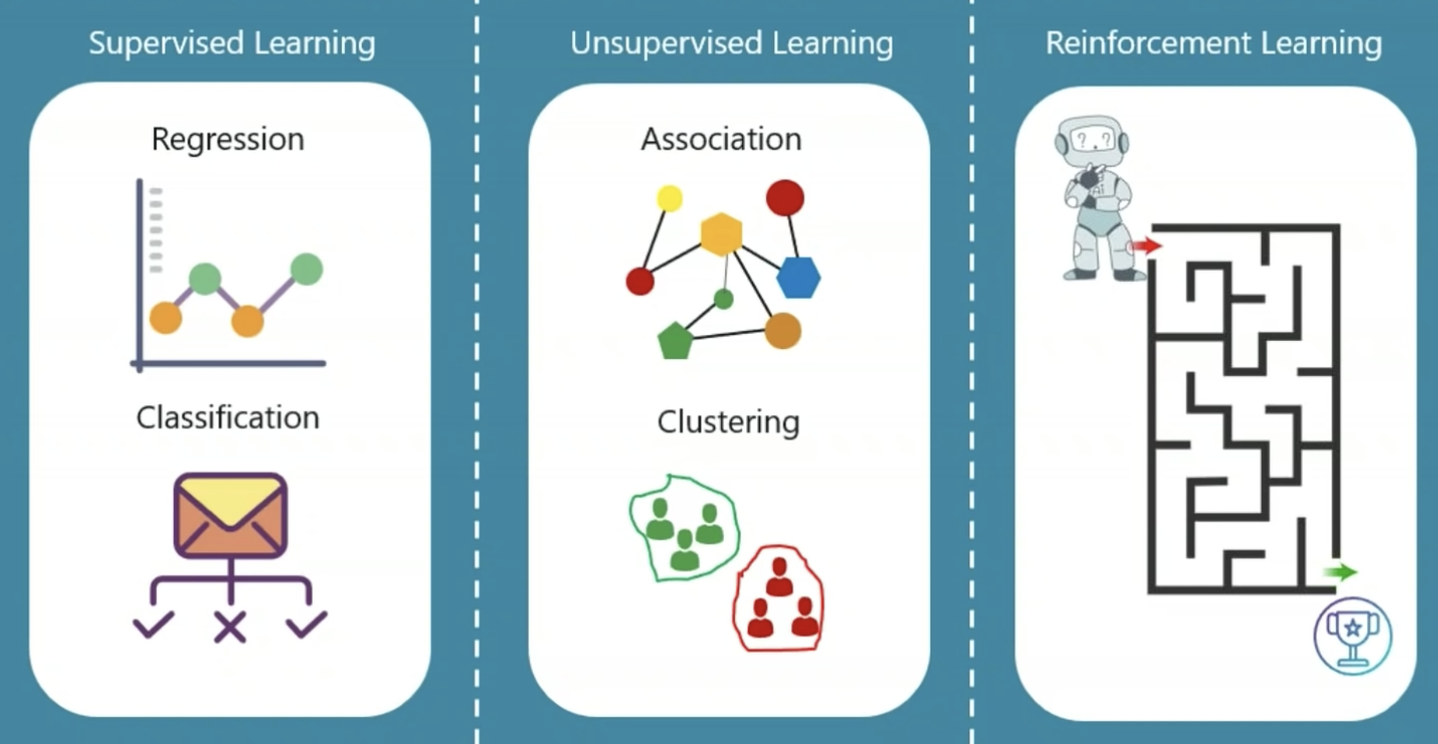 Supervised Learning
Unsupervised Learning
Reinforcement Learning
Regression
Association
? ?
Classification
Clustering